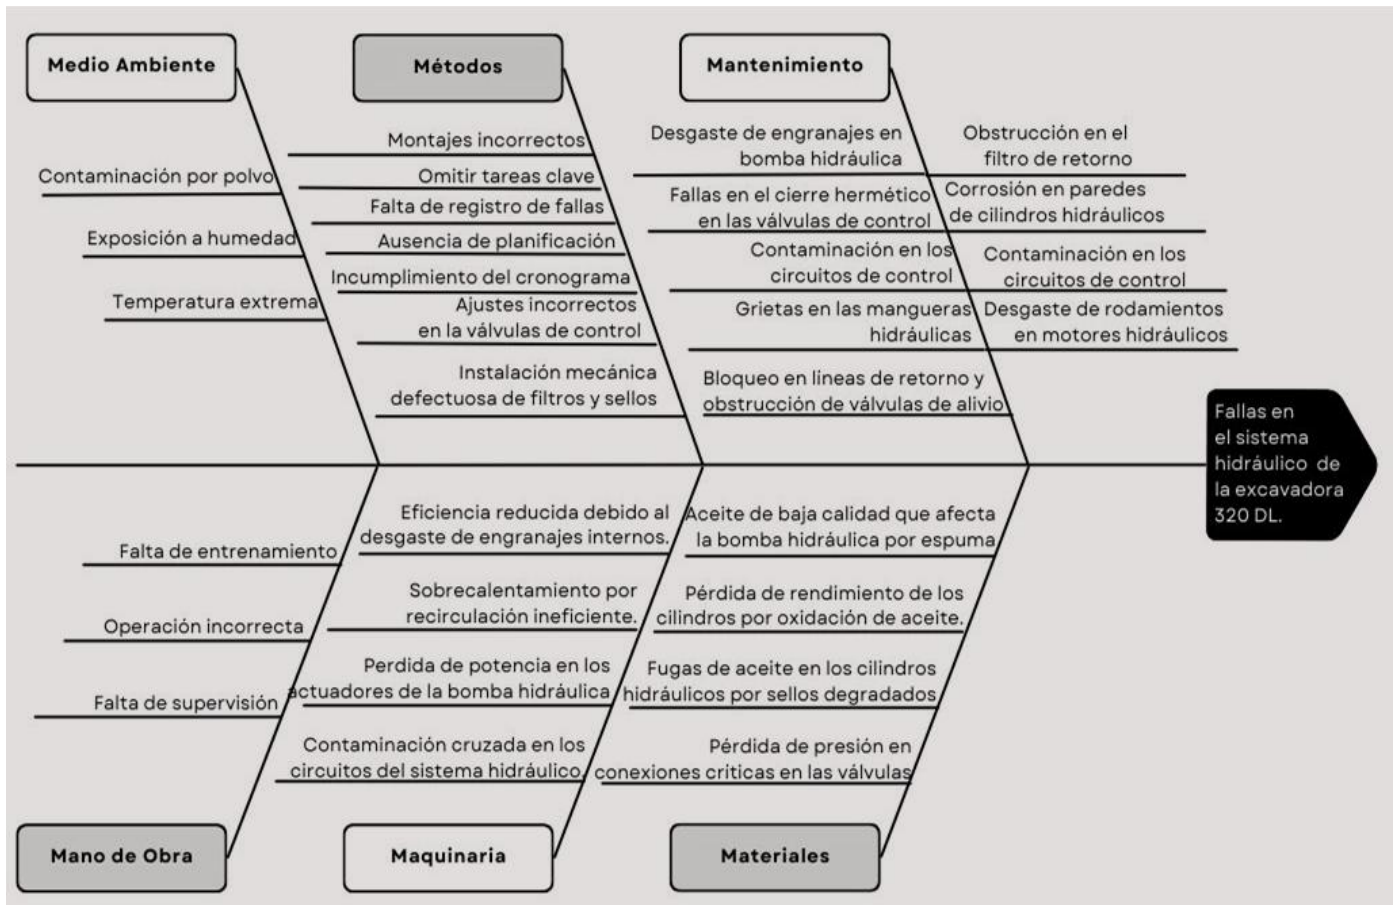 Medio Ambiente
Contaminación por polvo
Exposición a humedad
Temperatura extrema
Métodos
Montajes incorrectos
Omitir tareas clave
Falta de registro de fallas
Ausencia de planificación
Incumplimiento del cronograma
Ajustes incorrectos
en la válvulas de control
Instalación mecánica
defectuosa de filtros y sellos
Mantenimiento
Desgaste de engranajes en
bomba hidráulica
Fallas en el cierre hermético
en las válvulas de control
Contaminación en los
circuitos de control
Grietas en las mangueras
hidráulicas
Bloqueo en líneas de retorno y
obstrucción de válvulas de alivio
Obstrucción en el
filtro de retorno
Corrosión en paredes
de cilindros hidráulicos
Contaminación en los
circuitos de control
Desgaste de rodamientos
en motores hidráulicos
Fallas en
el sistema
hidráulico de
la excavadora
320 DL.
Falta de entrenamiento
Operación incorrecta
Falta de supervisión
Mano de Obra
Eficiencia reducida debido al
desgaste de engranajes internos.
Sobrecalentamiento por
recirculación ineficiente.
Perdida de potencia en los
actuadores de la bomba hidráulica
Contaminación cruzada en los
circuitos del sistema hidráulico.
Maquinaria
Aceite de baja calidad que afecta
la bomba hidráulica por espuma
Pérdida de rendimiento de los
cilindros por oxidación de aceite.
Fugas de aceite en los cilindros
hidráulicos por sellos degradados
Pérdida de presión en
conexiones criticas en las válvulas
Materiales